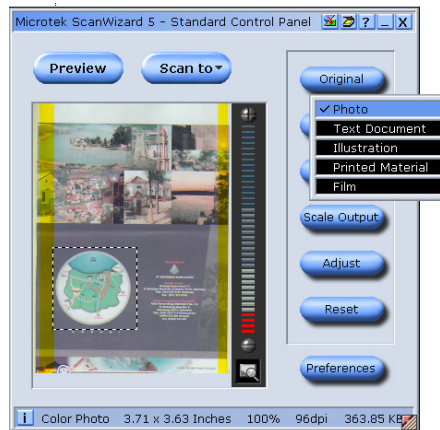 Microtek ScanWizard 5 - Standard Control Panel
Preview
Scan to
Original
Photo
Text Document
Illustration
Printed Material
Film
Scale Output
Adjust
Reset
Preferences
Color Photo 3.71 x 3.63 Inches 100% 96dpi 363.85 KB